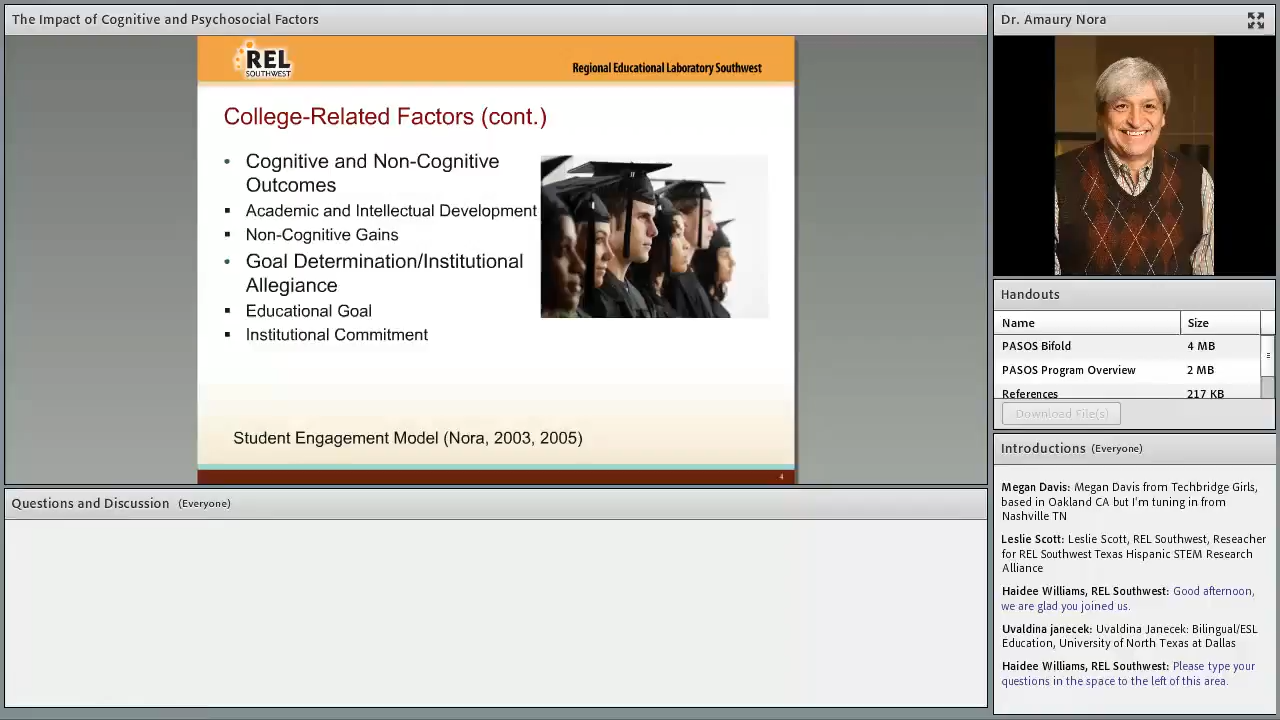 The Impact of Cognitive and Psychosocial Factors
REL
SOUTHWEST
Regional Educational Laboratory Southwest
College-Related Factors (cont.)
• Cognitive and Non-Cognitive
Outcomes
▪ Academic and Intellectual Development
▪ Non-Cognitive Gains
• Goal Determination/Institutional
Allegiance
▪ Educational Goal
▪ Institutional Commitment
Student Engagement Model (Nora, 2003, 2005)
4
Questions and Discussion (Everyone)
Dr. Amaury Nora
Handouts
Name Size
PASOS Bifold 4 MB
PASOS Program Overview 2 MB
References 217 KB
Download File(s)
Introductions (Everyone)
Megan Davis: Megan Davis from Techbridge Girls,
based in Oakland CA but I'm tuning in from
Nashville TN
Leslie Scott: Leslie Scott, REL Southwest, Reseacher
for REL Southwest Texas Hispanic STEM Research
Alliance
Haidee Williams, REL Southwest: Good afternoon,
we are glad you joined us.
Uvaldina janecek: Uvaldina Janecek: Bilingual/ESL
Education, University of North Texas at Dallas
Haidee Williams, REL Southwest: Please type your
questions in the space to the left of this area.